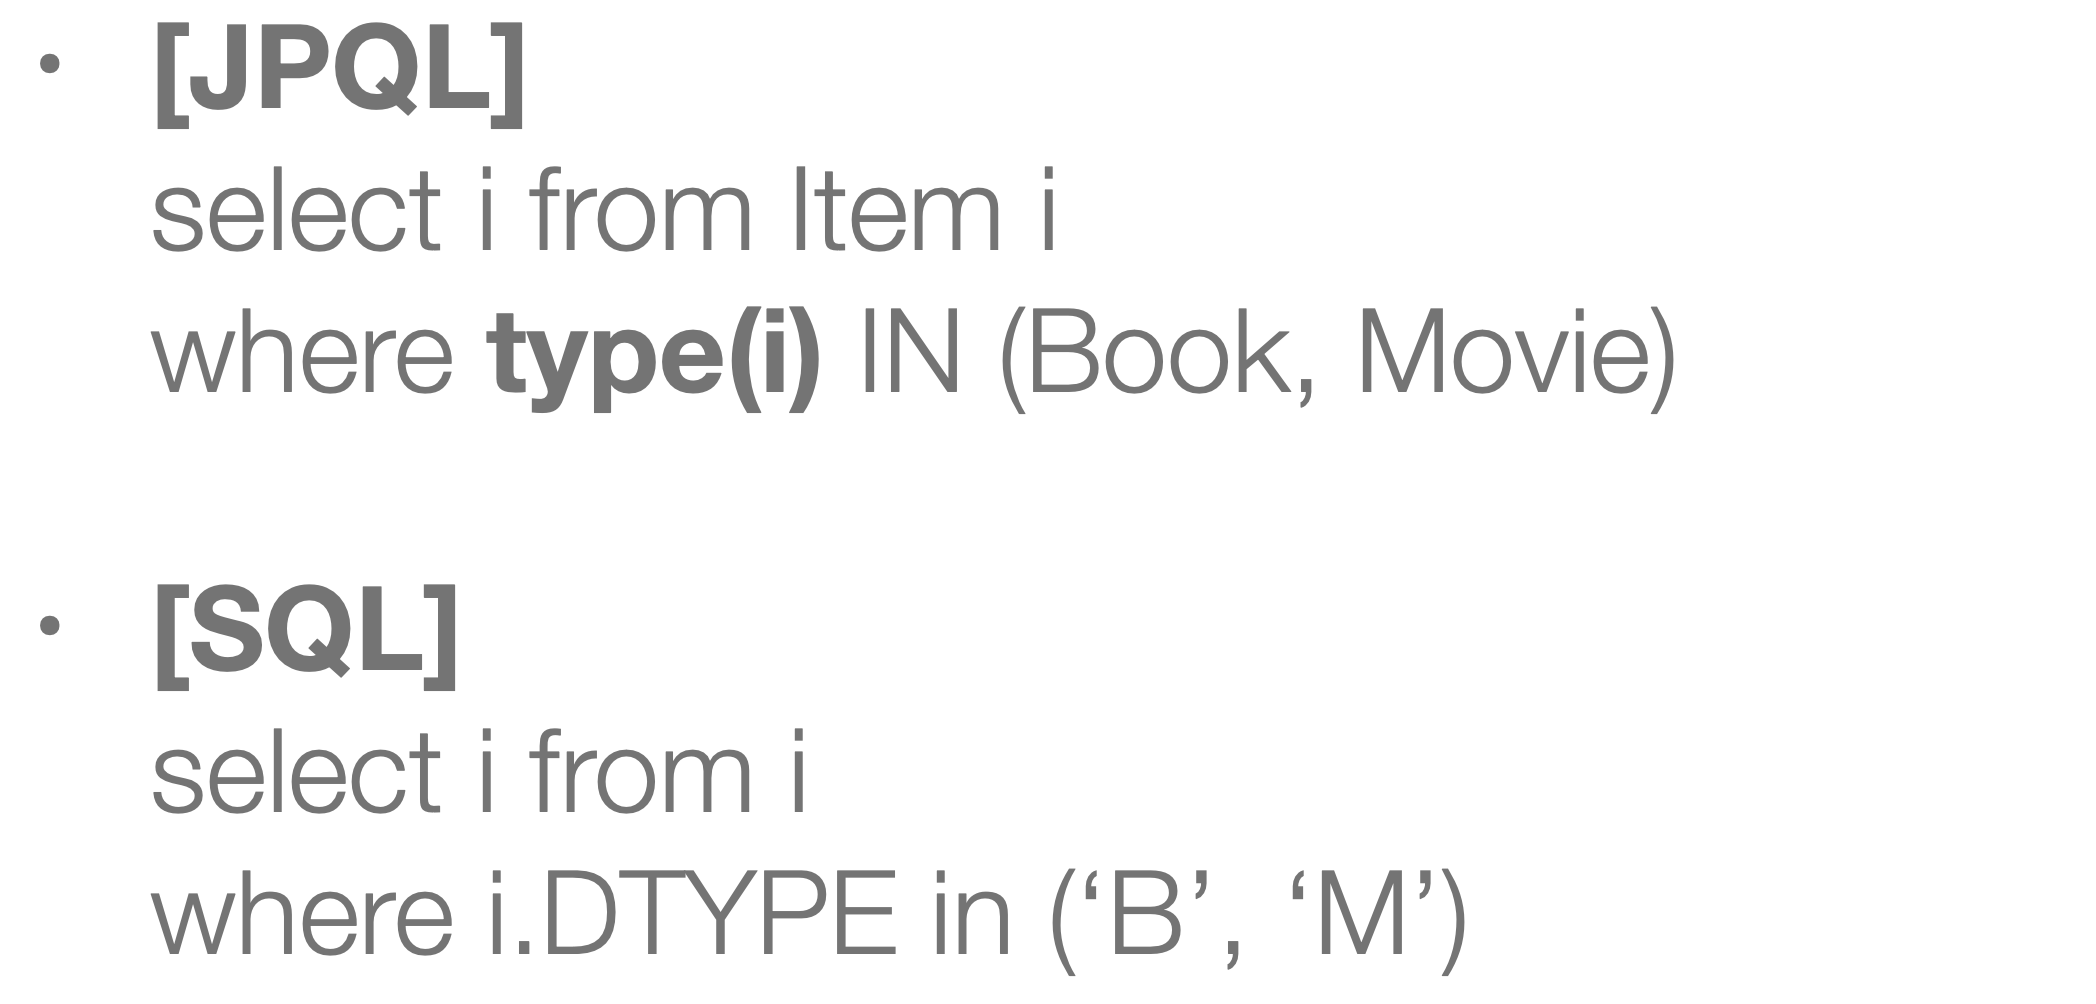 • [JPQL]
select i from Item i
where type(i) IN (Book, Movie)
• [SQL]
select i from i
where i.DTYPE in (‘B’, ‘M’)